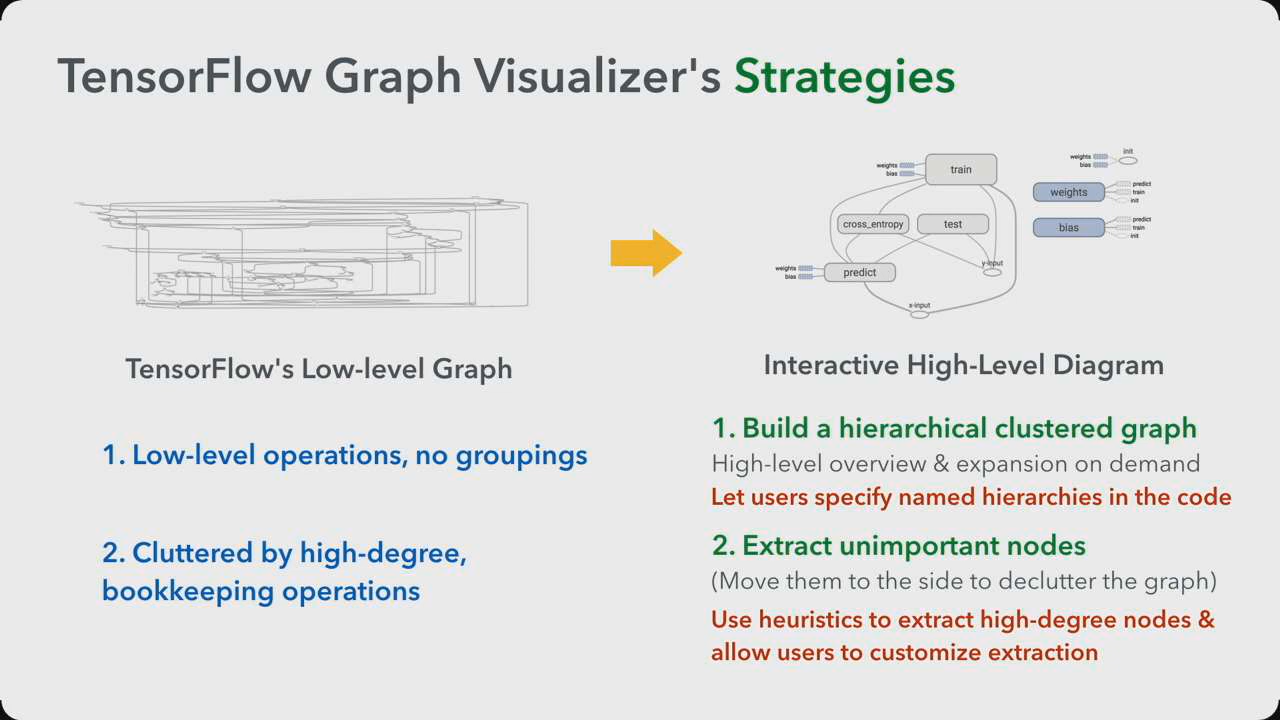 TensorFlow Graph Visualizer's Strategies
init
weights
bias
train
weights
bias
weights
predict
train
init
cross_entropy
test
bias
predict
train
init
y-input
weights
bias
predict
x-input
TensorFlow's Low-level Graph
Interactive High-Level Diagram
1. Low-level operations, no groupings
2. Cluttered by high-degree,
bookkeeping operations
1. Build a hierarchical clustered graph
High-level overview & expansion on demand
Let users specify named hierarchies in the code
2. Extract unimportant nodes
(Move them to the side to declutter the graph)
Use heuristics to extract high-degree nodes &
allow users to customize extraction